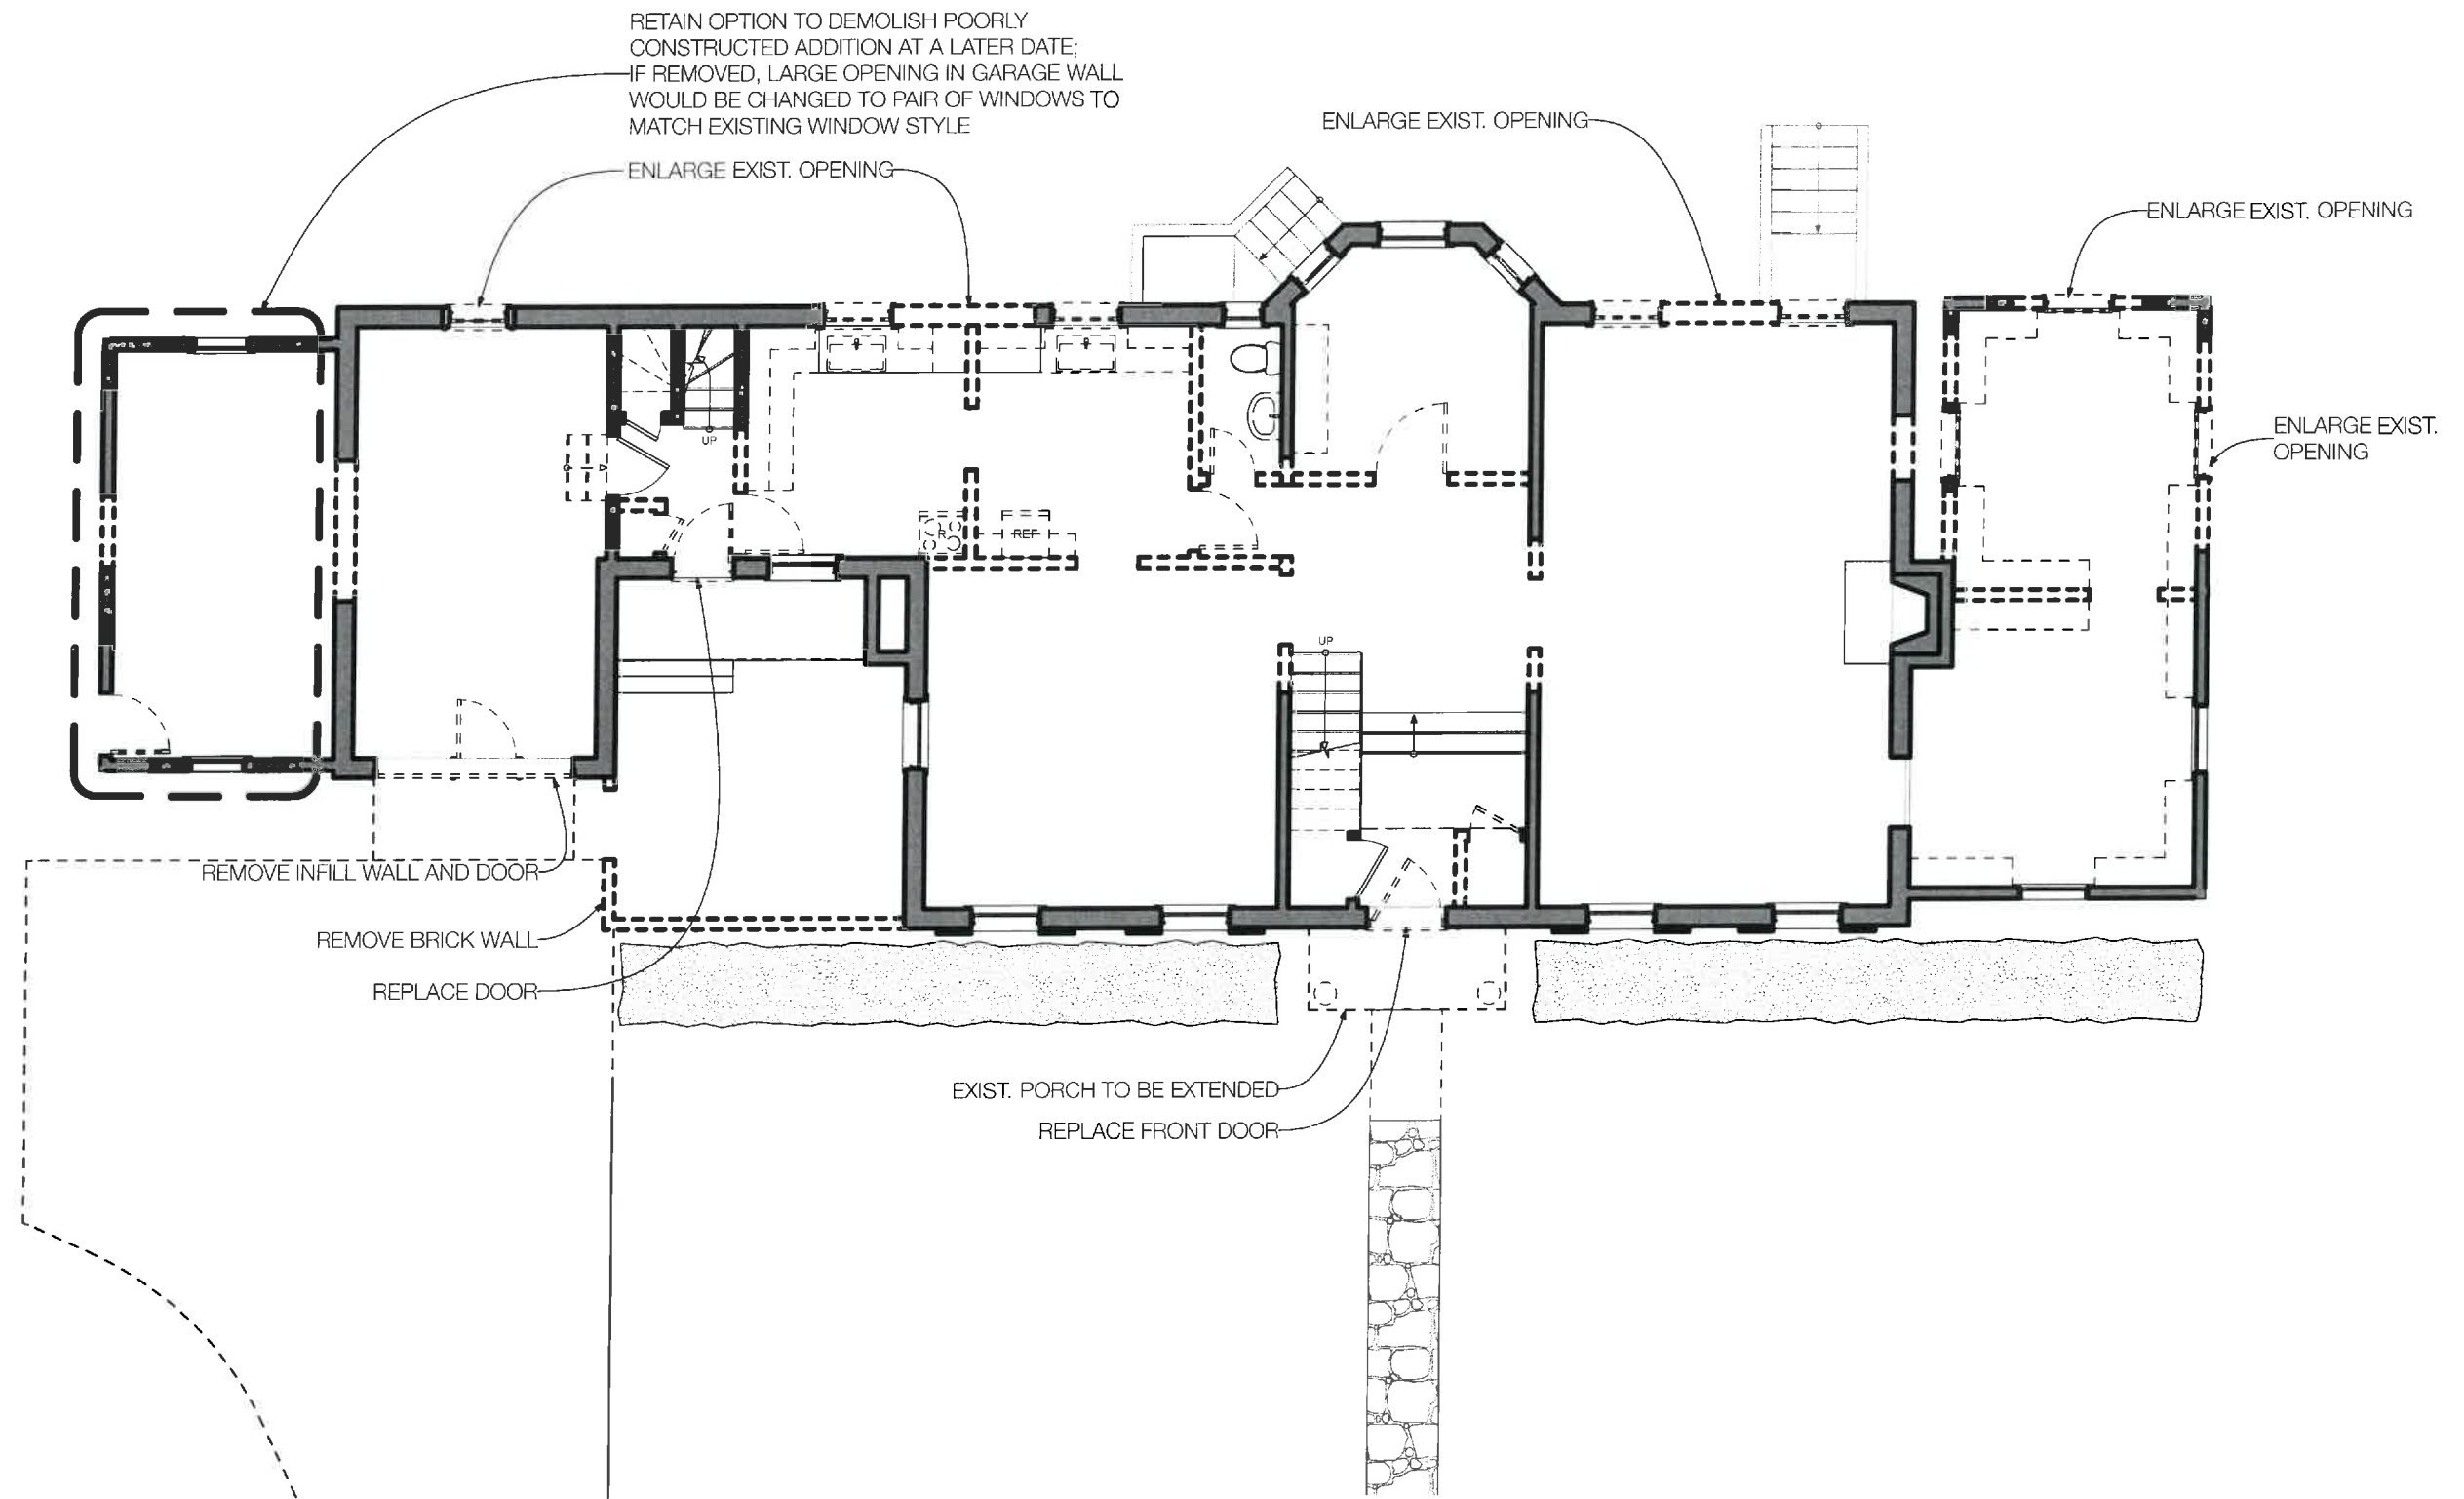 RETAIN OPTION TO DEMOLISH POORLY
CONSTRUCTED ADDITION AT A LATER DATE;
IF REMOVED, LARGE OPENING IN GARAGE WALL
WOULD BE CHANGED TO PAIR OF WINDOWS TO
MATCH EXISTING WINDOW STYLE
ENLARGE EXIST. OPENING
ENLARGE EXIST. OPENING
ENLARGE EXIST. OPENING
ENLARGE EXIST.
OPENING
UP
R
REF
UP
REMOVE INFILL WALL AND DOOR
REMOVE BRICK WALL
REPLACE DOOR
EXIST. PORCH TO BE EXTENDED
REPLACE FRONT DOOR